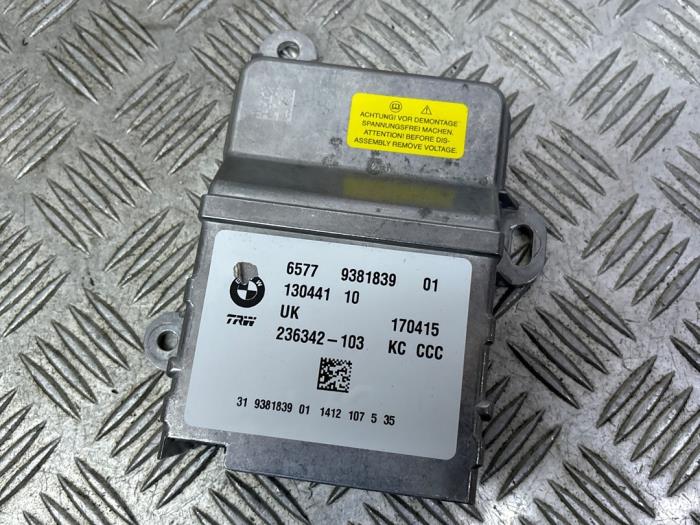 ACHTUNG! VOR DEMONTAGE
SPANNUNGSFREI MACHEN.
ATTENTION! BEFORE DIS-
ASSEMBLY REMOVE VOLTAGE.
6577 9381839 01
130441 10
UK 170415
TRW
236342-103 KC CCC
31 9381839 01 1412 107 5 35